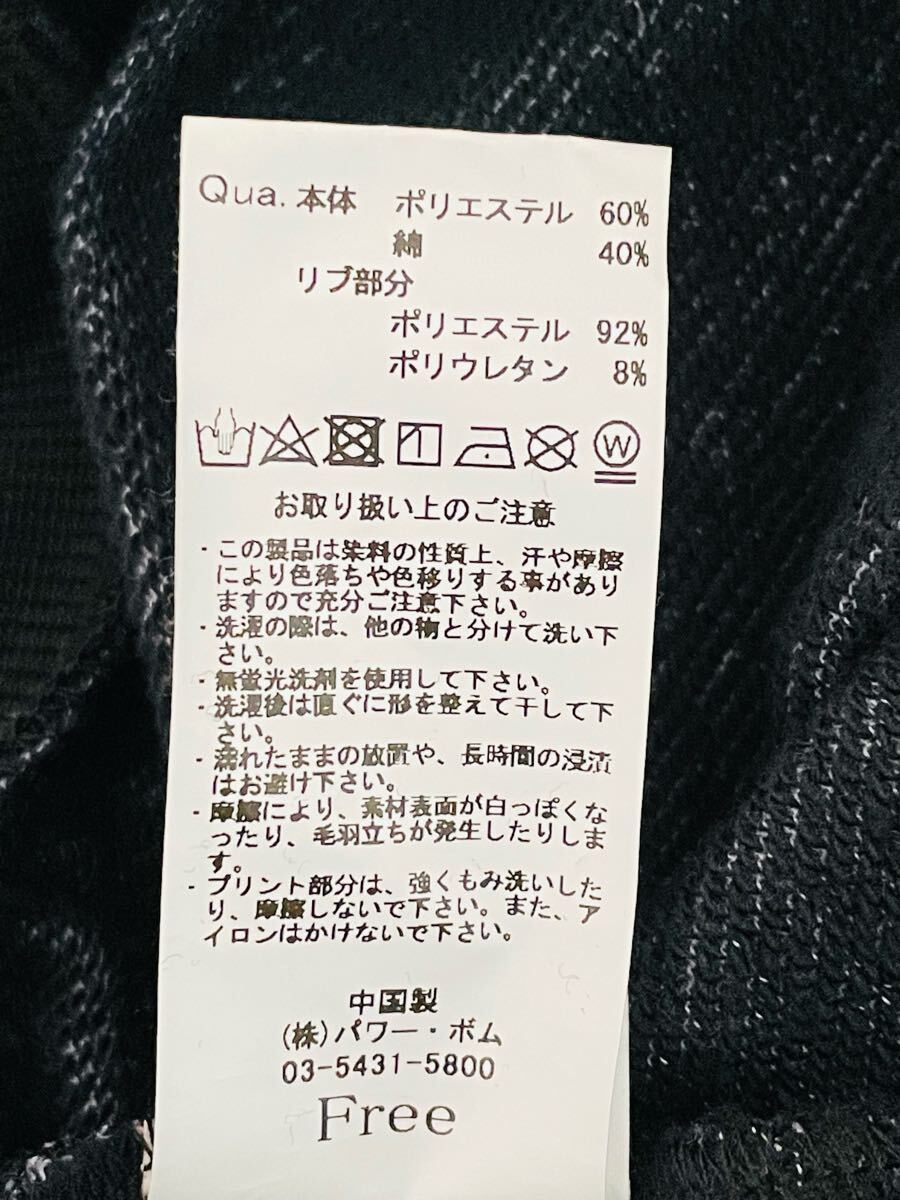 Qua. 本体 ポリエステル 60%
綿 40%
リブ部分
ポリエステル 92%
ポリウレタン 8%
W
お取り扱い上のご注意
・この製品は染料の性質上、汗や摩擦
により色落ちや色移りする事があり
ますので充分ご注意下さい。
・洗濯の際は、他の物と分けて洗い下
さい。
・無蛍光洗剤を使用して下さい。
・洗濯後は直ぐに形を整えて干して下
さい。
・濡れたままの放置や、長時間の浸漬
はお避け下さい。
・摩擦により、素材表面が白っぽくな
ったり、毛羽立ちが発生したりしま
す。
・プリント部分は、強くもみ洗いした
り、摩擦しないで下さい。また、ア
イロンはかけないで下さい。
中国製
(株)パワー・ボム
03-5431-5800
Free